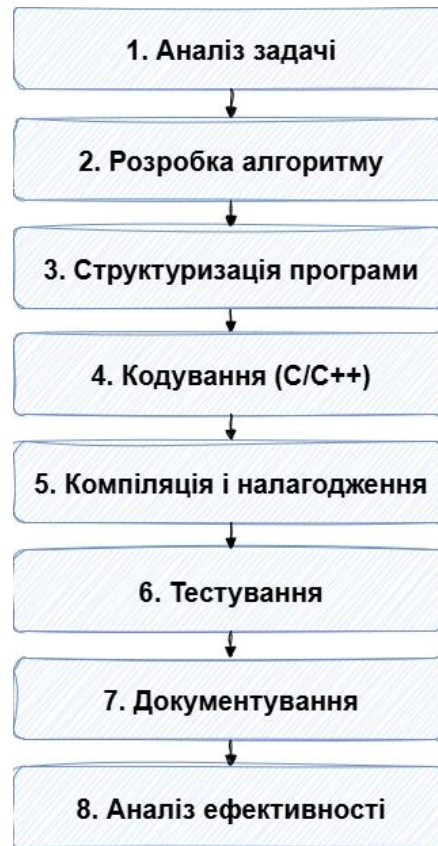 1. Аналіз задачі
2. Розробка алгоритму
3. Структуризація програми
4. Кодування (C/C++)
5. Компіляція і налагодження
6. Тестування
7. Документування
8. Аналіз ефективності